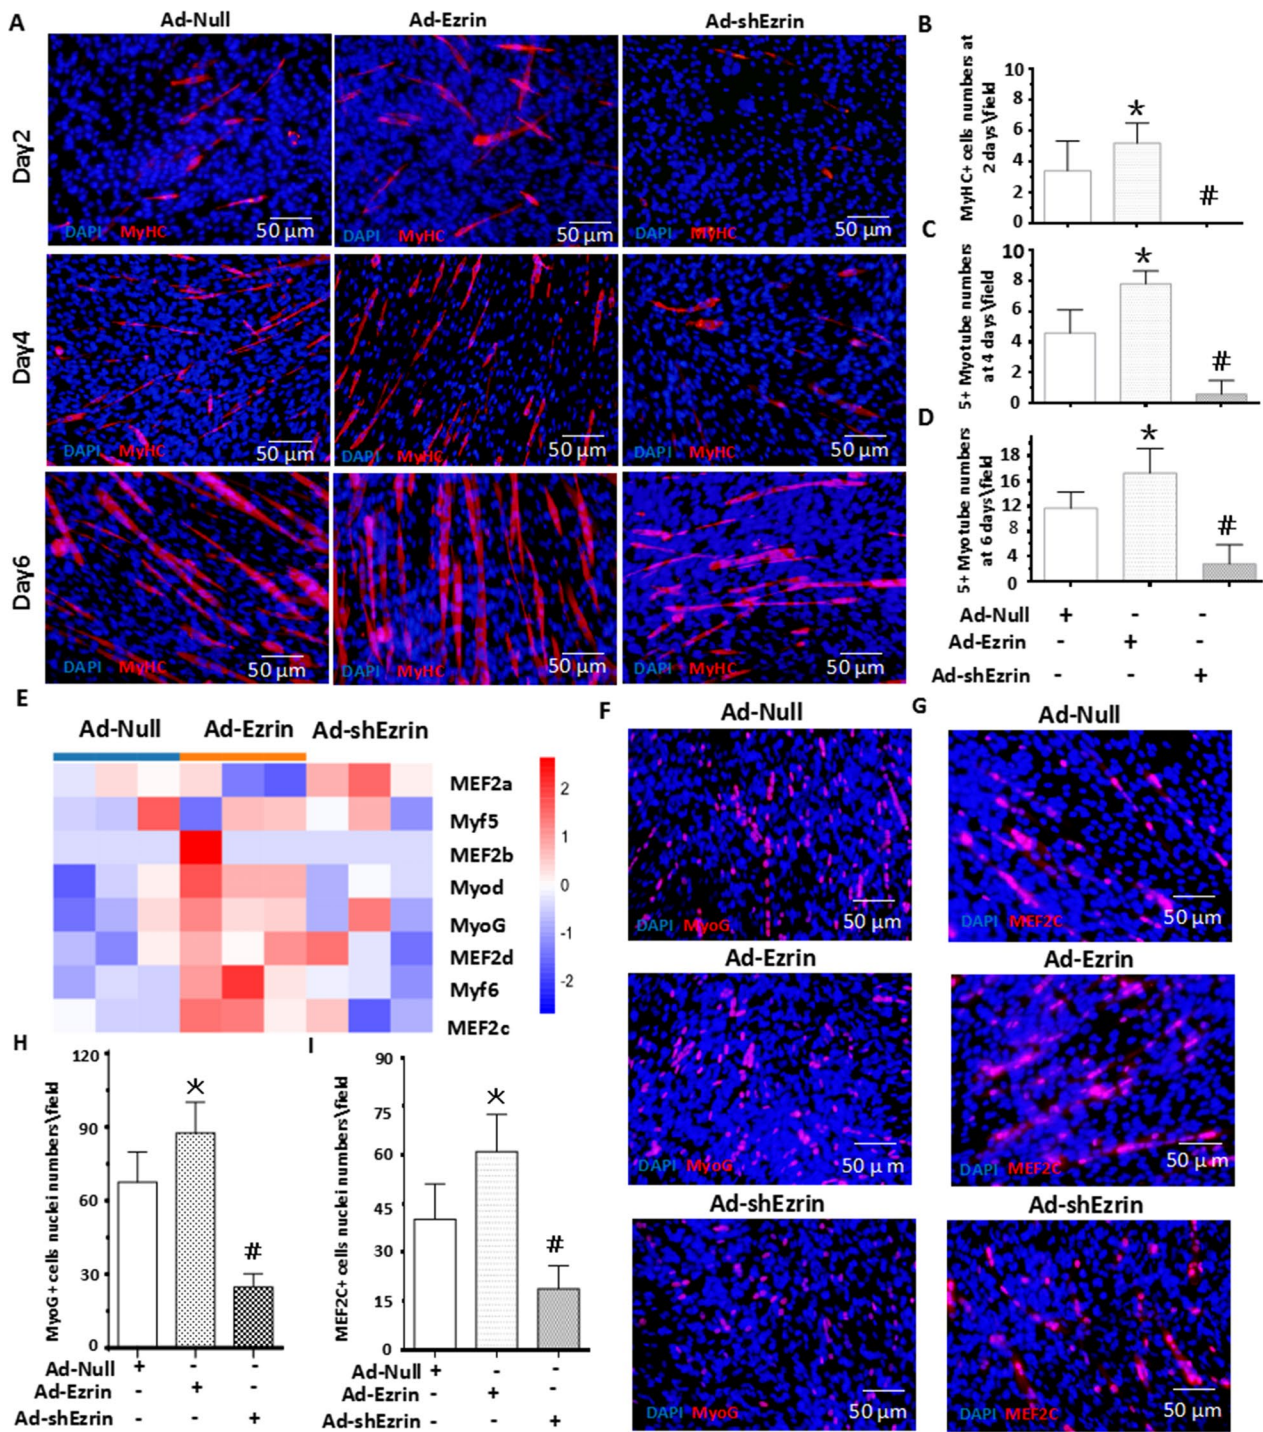 A
Ad-Null
Ad-Ezrin
Ad-shEzrin
Day2
DAPI MyHC
50 µm
DAPI MyHC
50 µm
DAPI MyHC
50 µm
Day4
DAPI MyHC
50 µm
DAPI MyHC
50 µm
DAPI MyHC
50 µm
Day6
DAPI MyHC
50 µm
DAPI MyHC
50 µm
DAPI MyHC
50 µm
B
MyHC+ cells numbers at
2 days\field
10
8
6
4
2
0
*
#
C
5+ Myotube numbers
at 4 days\field
10
8
6
4
2
0
*
#
D
5+ Myotube numbers
at 6 days\field
18
16
12
8
4
0
*
#
Ad-Null + - -
Ad-Ezrin - + -
Ad-shEzrin - - +
E
Ad-Null
Ad-Ezrin
Ad-shEzrin
MEF2a
Myf5
MEF2b
Myod
MyoG
MEF2d
Myf6
MEF2c
2
1
0
-1
-2
F
Ad-Null
DAPI MyoG
50 µm
Ad-Ezrin
DAPI MyoG
50 µ m
Ad-shEzrin
DAPI MyoG
50 µm
G
Ad-Null
DAPI MEF2C
50 µm
Ad-Ezrin
DAPI MEF2C
50 µ m
Ad-shEzrin
DAPI MEF2C
50 µm
H
MyoG+ cells nuclei numbers\field
120
90
60
30
0
*
#
Ad-Null + - -
Ad-Ezrin - + -
Ad-shEzrin - - +
I
MEF2C+ cells nuclei numbers\field
90
75
60
45
30
15
0
*
#
Ad-Null + - -
Ad-Ezrin - + -
Ad-shEzrin - - +